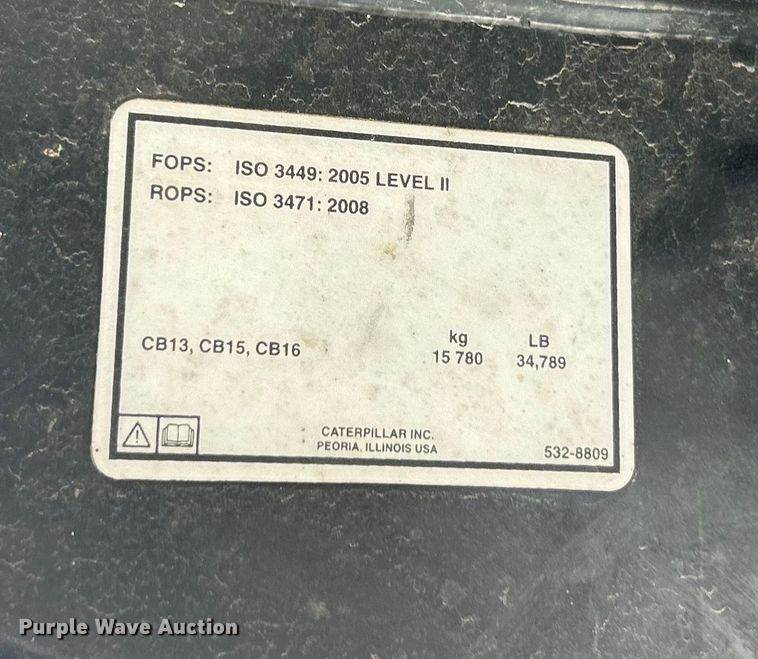 FOPS: ISO 3449: 2005 LEVEL II
ROPS: ISO 3471: 2008
kg LB
CB13, CB15, CB16 15 780 34,789
CATERPILLAR INC.
PEORIA, ILLINOIS USA
532-8809
Purple Wave Auction